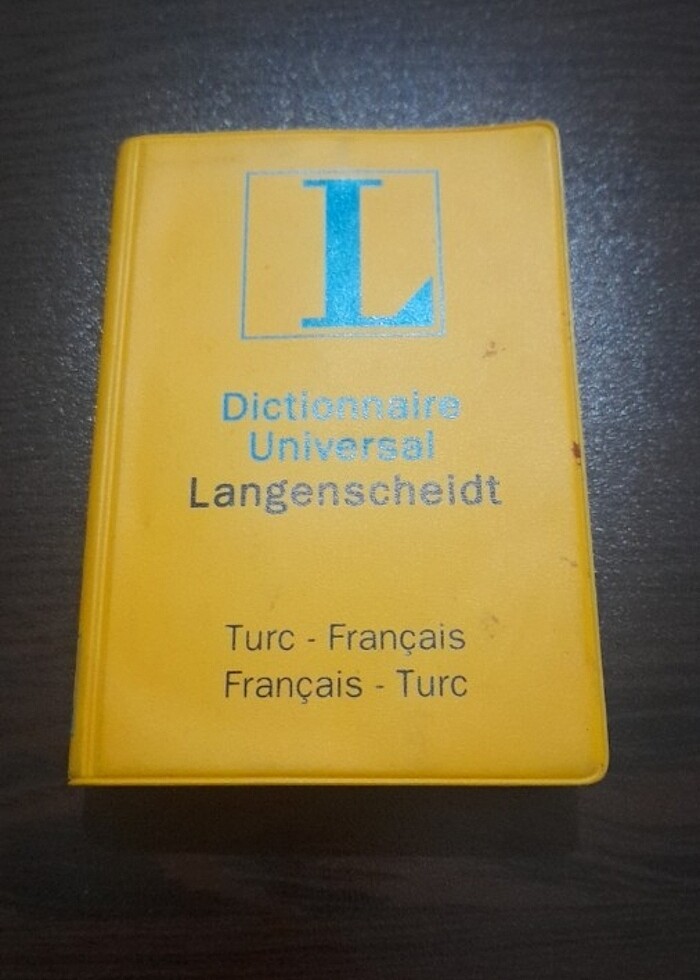 L
Dictionnaire
Universal
Langenscheidt
Turc - Français
Français - Turc